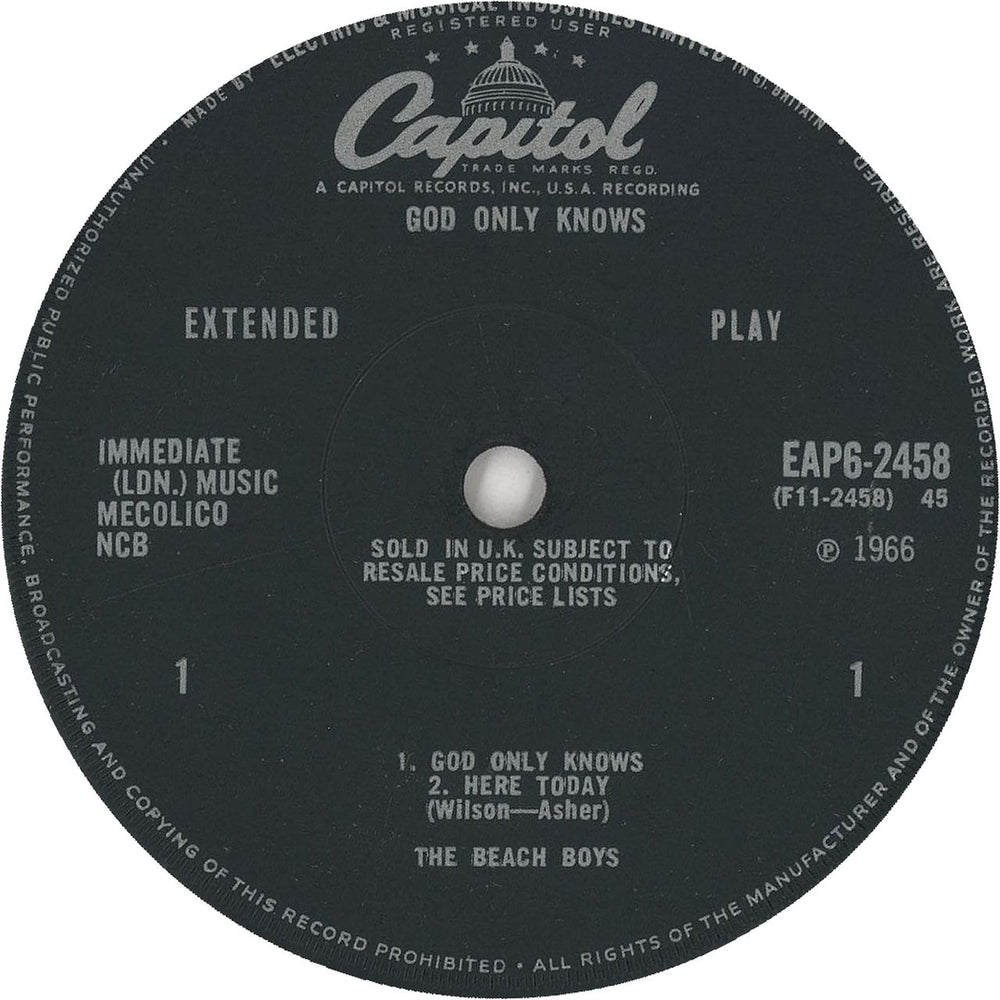 MADE BY ELECTRIC & MUSICAL INDUSTRIES LIMITED IN GT. BRITAIN
REGISTERED USER
Capitol
TRADE MARKS REGD.
A CAPITOL RECORDS, INC., U.S.A. RECORDING
GOD ONLY KNOWS
EXTENDED PLAY
IMMEDIATE
(LDN.) MUSIC
MECOLICO
NCB
EAP6-2458
(F11-2458) 45
℗ 1966
SOLD IN U.K. SUBJECT TO
RESALE PRICE CONDITIONS,
SEE PRICE LISTS
1 1
1. GOD ONLY KNOWS
2. HERE TODAY
(Wilson—Asher)
THE BEACH BOYS
• UNAUTHORIZED PUBLIC PERFORMANCE, BROADCASTING AND COPYING OF THIS RECORD PROHIBITED • ALL RIGHTS OF THE MANUFACTURER AND OF THE OWNER OF THE RECORDED WORK ARE RESERVED •